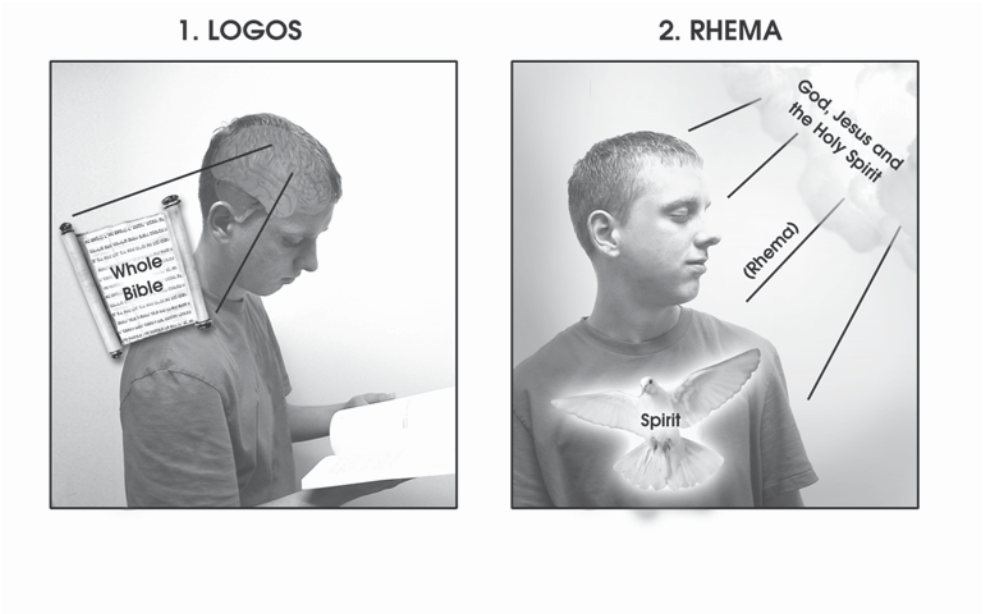 1. LOGOS
Whole
Bible
2. RHEMA
God, Jesus and
the Holy Spirit
(Rhema)
Spirit